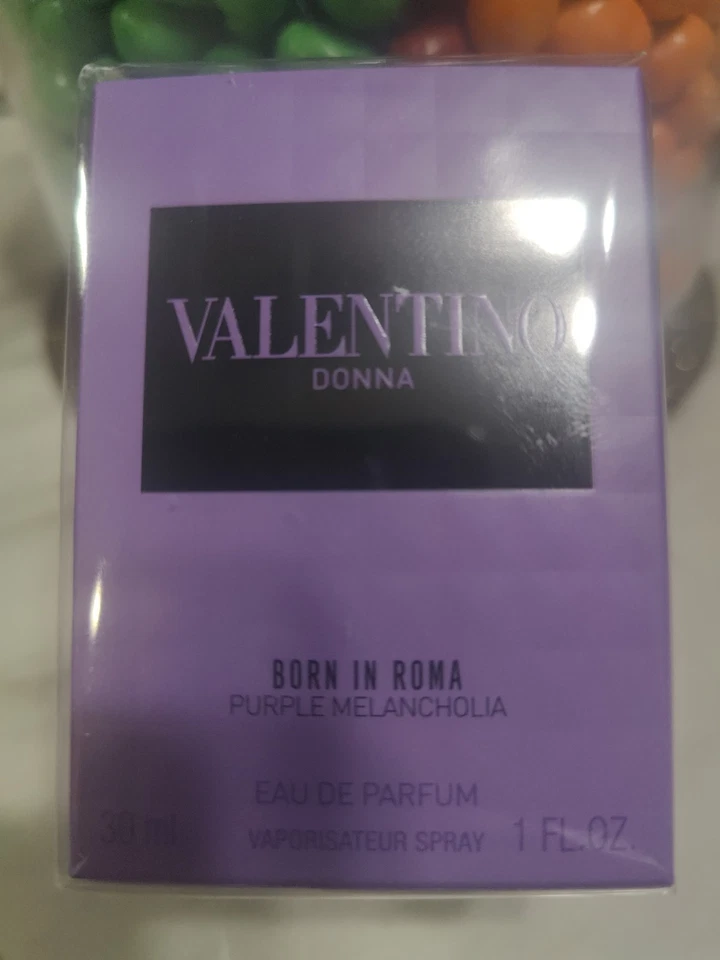 VALENTINO
DONNA
BORN IN ROMA
PURPLE MELANCHOLIA
EAU DE PARFUM
30 ml VAPORISATEUR SPRAY 1 FL.OZ.